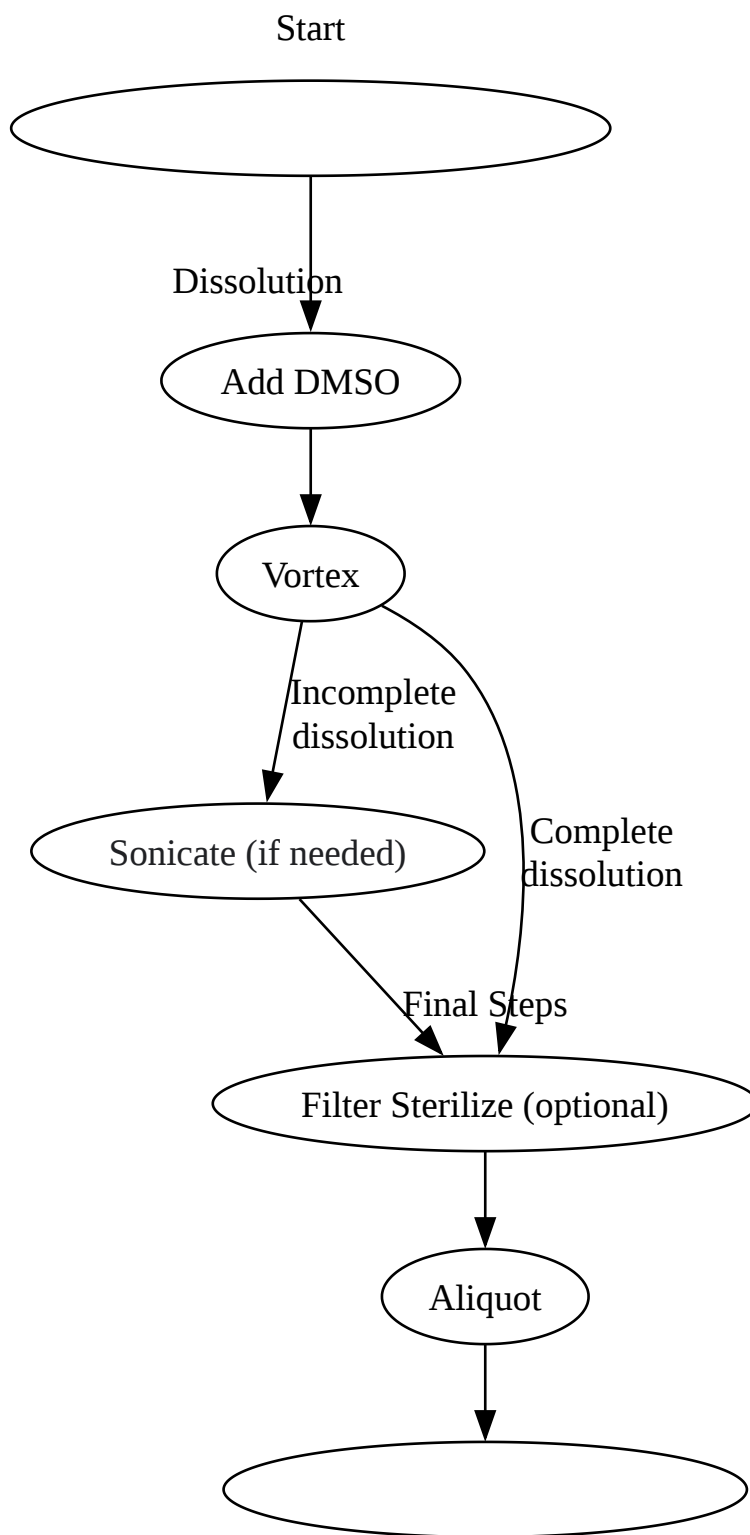 Start
Dissolution
Add DMSO
Vortex
Incomplete
dissolution
Complete
dissolution
Sonicate (if needed)
Final Steps
Filter Sterilize (optional)
Aliquot